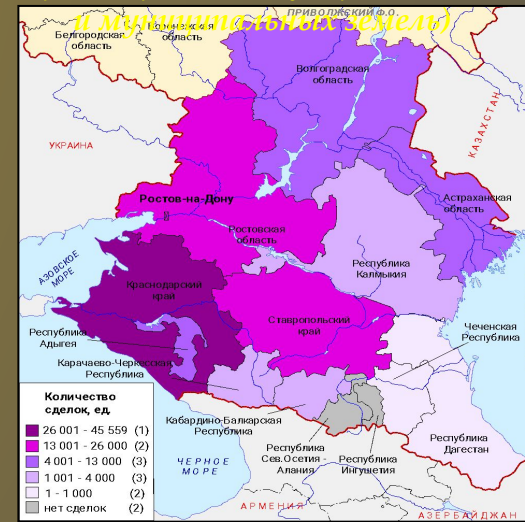 и муниципальных земель)
ПРИВОЛЖСКИЙ Ф.О.
Белгородская
область
Воронежская
область
Волгоградская
область
УКРАИНА
КАЗАХСТАН
Ростов-на-Дону
Астраханская
область
Ростовская
область
АЗОВСКОЕ
МОРЕ
Республика
Калмыкия
Краснодарский
край
Ставропольский
край
Республика
Адыгея
Чеченская
Республика
Карачаево-Черкесская
Республика
Кабардино-Балкарская
Республика
Республика
Сев.Осетия -
Алания
Республика
Ингушетия
Республика
Дагестан
ЧЕРНОЕ
МОРЕ
АРМЕНИЯ
АЗЕРБАЙДЖАН
Количество
сделок, ед.
26 001 - 45 559 (1)
13 001 - 26 000 (2)
4 001 - 13 000 (3)
1 001 - 4 000 (3)
1 - 1 000 (2)
нет сделок (2)